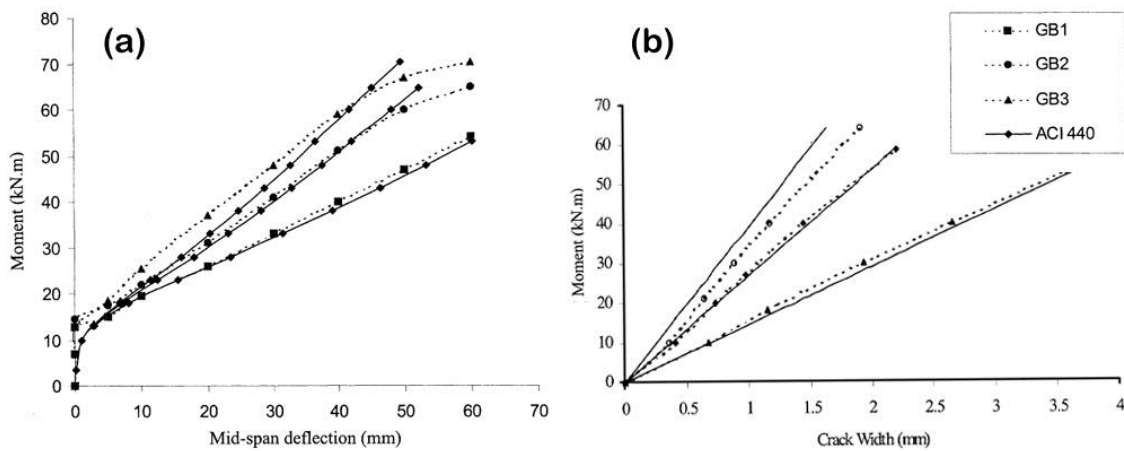 (a)
80
70
60
50
40
30
20
10
0
Moment (kN.m)
0 10 20 30 40 50 60 70
Mid-span deflection (mm)
(b)
GB1
GB2
GB3
ACI 440
70
60
50
40
30
20
10
0
Moment (kN.m)
0 0.5 1 1.5 2 2.5 3 3.5 4
Crack Width (mm)